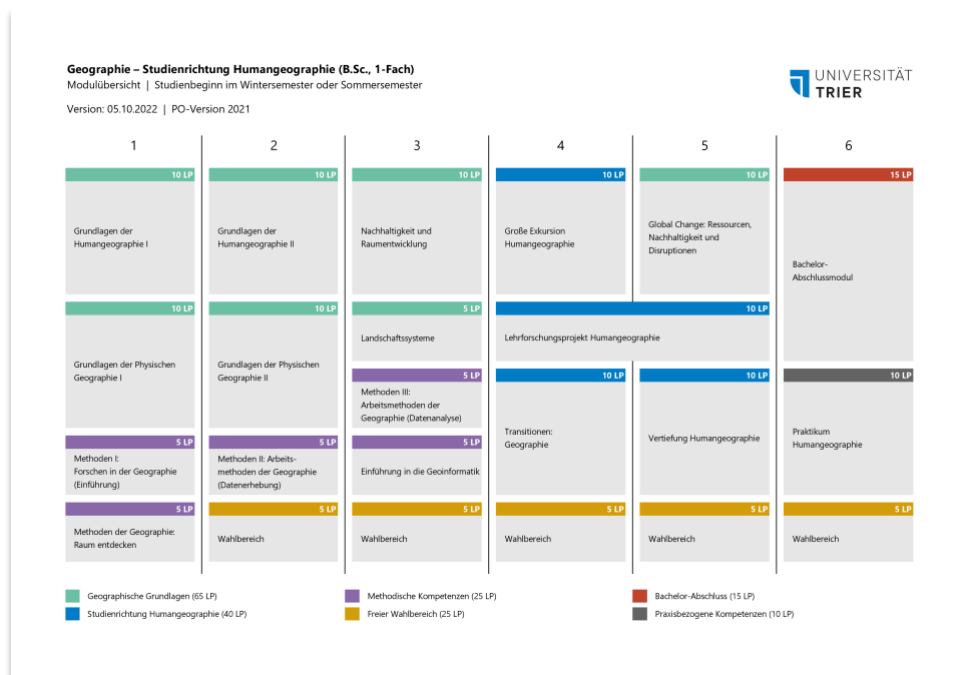 Geographie – Studienrichtung Humangeographie (B.Sc., 1-Fach)
Modulübersicht | Studienbeginn im Wintersemester oder Sommersemester
Version: 05.10.2022 | PO-Version 2021
UNIVERSITÄT
TRIER
1
2
3
4
5
6
10 LP
10 LP
10 LP
10 LP
10 LP
15 LP
Grundlagen der
Humangeographie I
Grundlagen der
Humangeographie II
Nachhaltigkeit und
Raumentwicklung
Große Exkursion
Humangeographie
Global Change: Ressourcen,
Nachhaltigkeit und
Disruptionen
Bachelor-
Abschlussmodul
10 LP
10 LP
5 LP
10 LP
Grundlagen der Physischen
Geographie I
Grundlagen der Physischen
Geographie II
Landschaftssysteme
Lehrforschungsprojekt Humangeographie
5 LP
10 LP
10 LP
10 LP
Methoden III:
Arbeitsmethoden der
Geographie (Datenanalyse)
Transitionen:
Geographie
Vertiefung Humangeographie
Praktikum
Humangeographie
5 LP
5 LP
5 LP
Methoden I:
Forschen in der Geographie
(Einführung)
Methoden II: Arbeits-
methoden der Geographie
(Datenerhebung)
Einführung in die Geoinformatik
5 LP
5 LP
5 LP
5 LP
5 LP
5 LP
Methoden der Geographie:
Raum entdecken
Wahlbereich
Wahlbereich
Wahlbereich
Wahlbereich
Wahlbereich
Geographische Grundlagen (65 LP)
Methodische Kompetenzen (25 LP)
Bachelor-Abschluss (15 LP)
Studienrichtung Humangeographie (40 LP)
Freier Wahlbereich (25 LP)
Praxisbezogene Kompetenzen (10 LP)